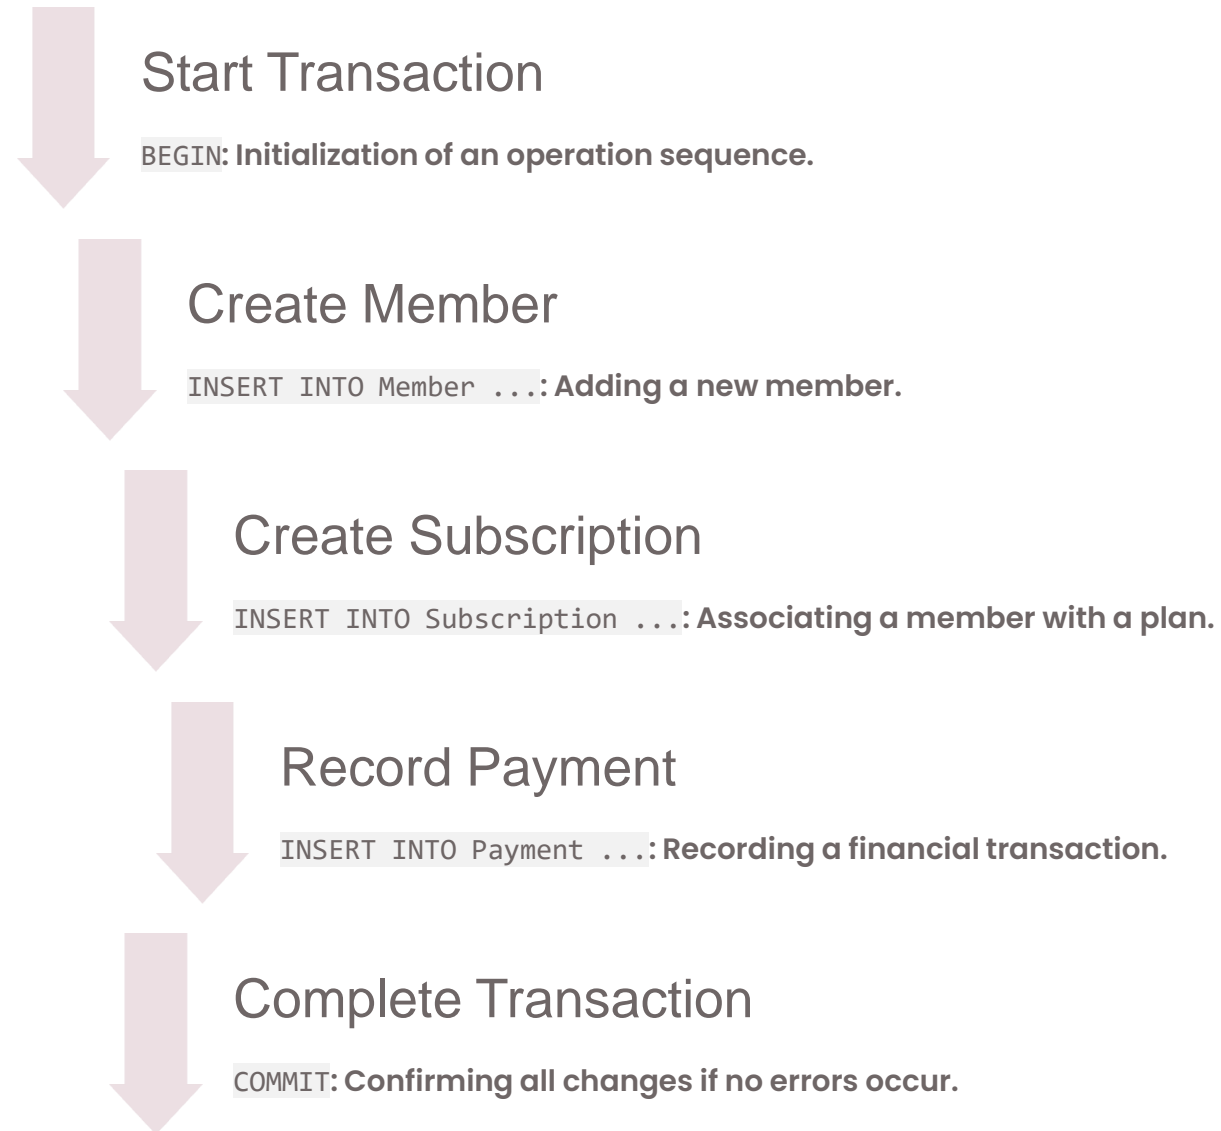 Start Transaction
BEGIN: Initialization of an operation sequence.
Create Member
INSERT INTO Member ...: Adding a new member.
Create Subscription
INSERT INTO Subscription ...: Associating a member with a plan.
Record Payment
INSERT INTO Payment ...: Recording a financial transaction.
Complete Transaction
COMMIT: Confirming all changes if no errors occur.